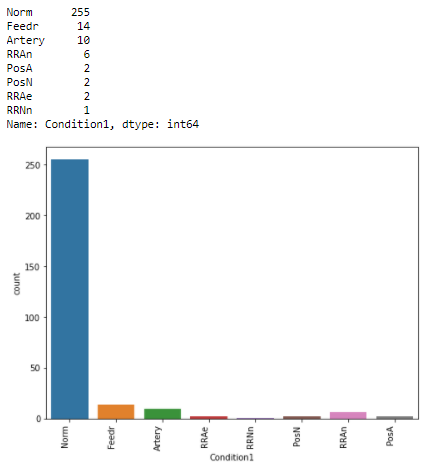 Norm 255
Feedr 14
Artery 10
RRAn 6
PosA 2
PosN 2
RRAe 2
RRNn 1
Name: Condition1, dtype: int64
250
200
150
100
50
0
count
Norm Feedr Artery RRAe RRNn PosN RRAn PosA
Condition1